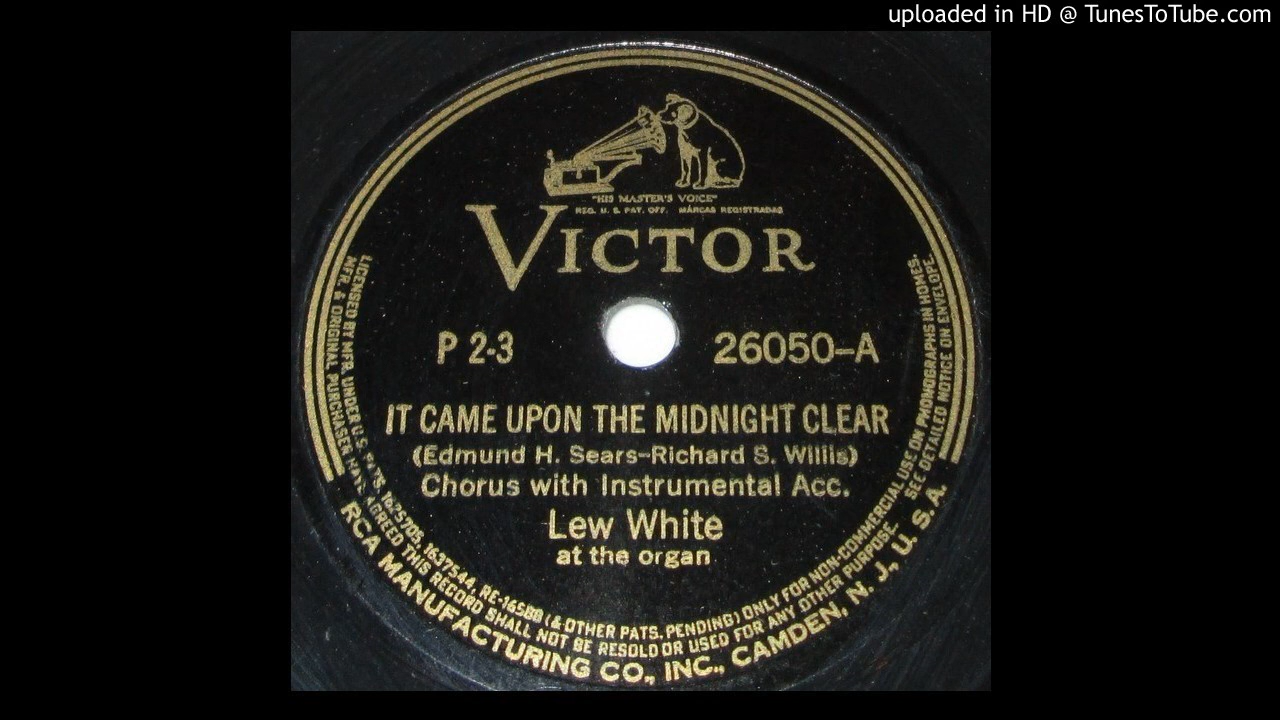 uploaded in HD @ TunesToTube.com
"HIS MASTER'S VOICE"
REG. U. S. PAT. OFF. MARCAS REGISTRADAS
VICTOR
P 2-3
26050-A
IT CAME UPON THE MIDNIGHT CLEAR
(Edmund H. Sears-Richard S. Willis)
Chorus with Instrumental Acc.
Lew White
at the organ
LICENSED BY MFR. UNDER U.S. PATS. 1625705, 1637544, RE-16588 (& OTHER PATS. PENDING) ONLY FOR NON-COMMERCIAL USE ON PHONOGRAPHS IN HOMES.
MFR. & ORIGINAL PURCHASER HAVE AGREED THIS RECORD SHALL NOT BE RESOLD OR USED FOR ANY OTHER PURPOSE. SEE DETAILED NOTICE ON ENVELOPE.
RCA MANUFACTURING CO., INC., CAMDEN, N. J., U. S. A.